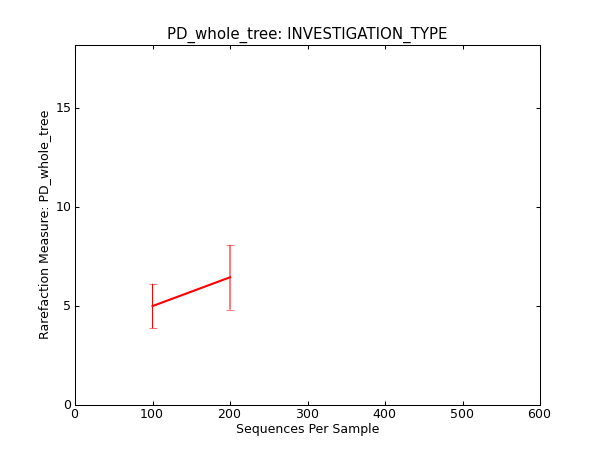 PD_whole_tree: INVESTIGATION_TYPE
Rarefaction Measure: PD_whole_tree
15
10
5
0
0 100 200 300 400 500 600
Sequences Per Sample